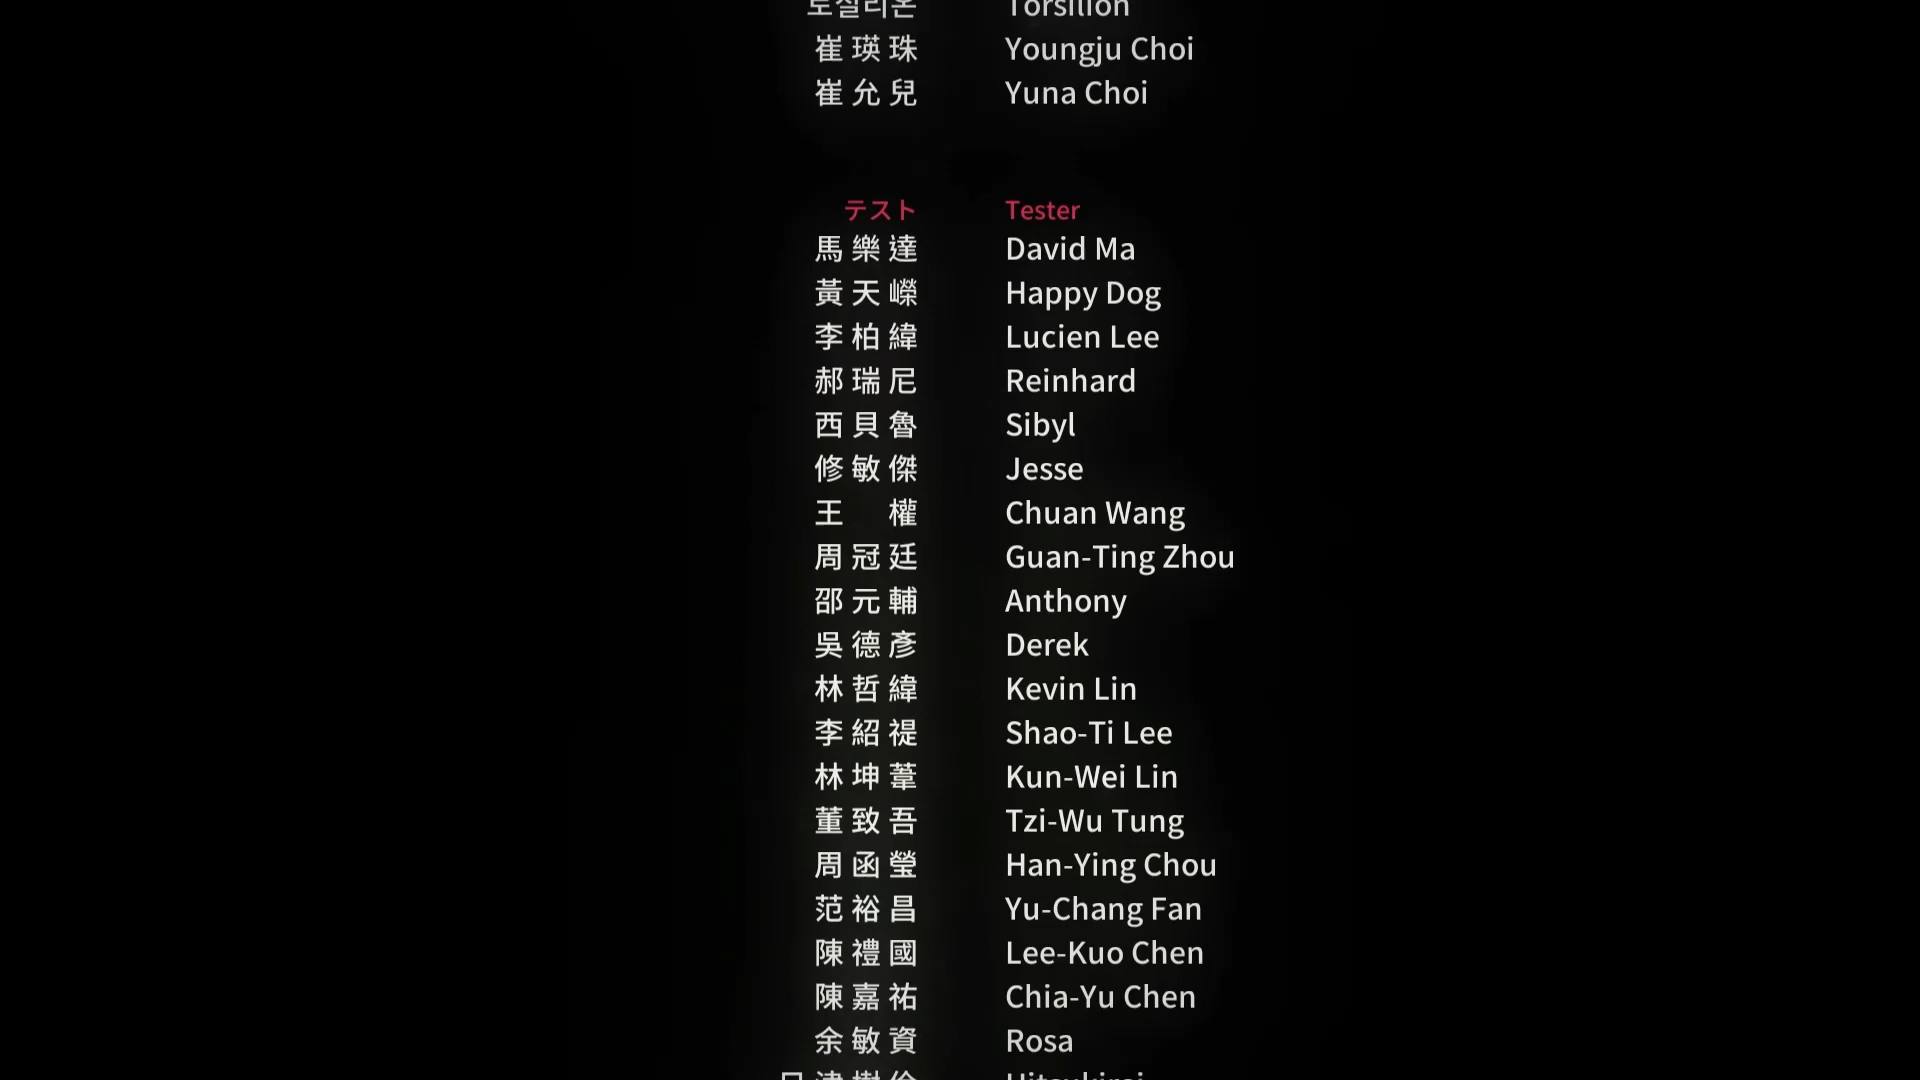 토실리온 Torsilion
崔瑛珠 Youngju Choi
崔允兒 Yuna Choi
テスト Tester
馬樂達 David Ma
黃天嶸 Happy Dog
李柏緯 Lucien Lee
郝瑞尼 Reinhard
西貝魯 Sibyl
修敏傑 Jesse
王 權 Chuan Wang
周冠廷 Guan-Ting Zhou
邵元輔 Anthony
吳德彥 Derek
林哲緯 Kevin Lin
李紹禔 Shao-Ti Lee
林坤葦 Kun-Wei Lin
董致吾 Tzi-Wu Tung
周函瑩 Han-Ying Chou
范裕昌 Yu-Chang Fan
陳禮國 Lee-Kuo Chen
陳嘉祐 Chia-Yu Chen
余敏資 Rosa